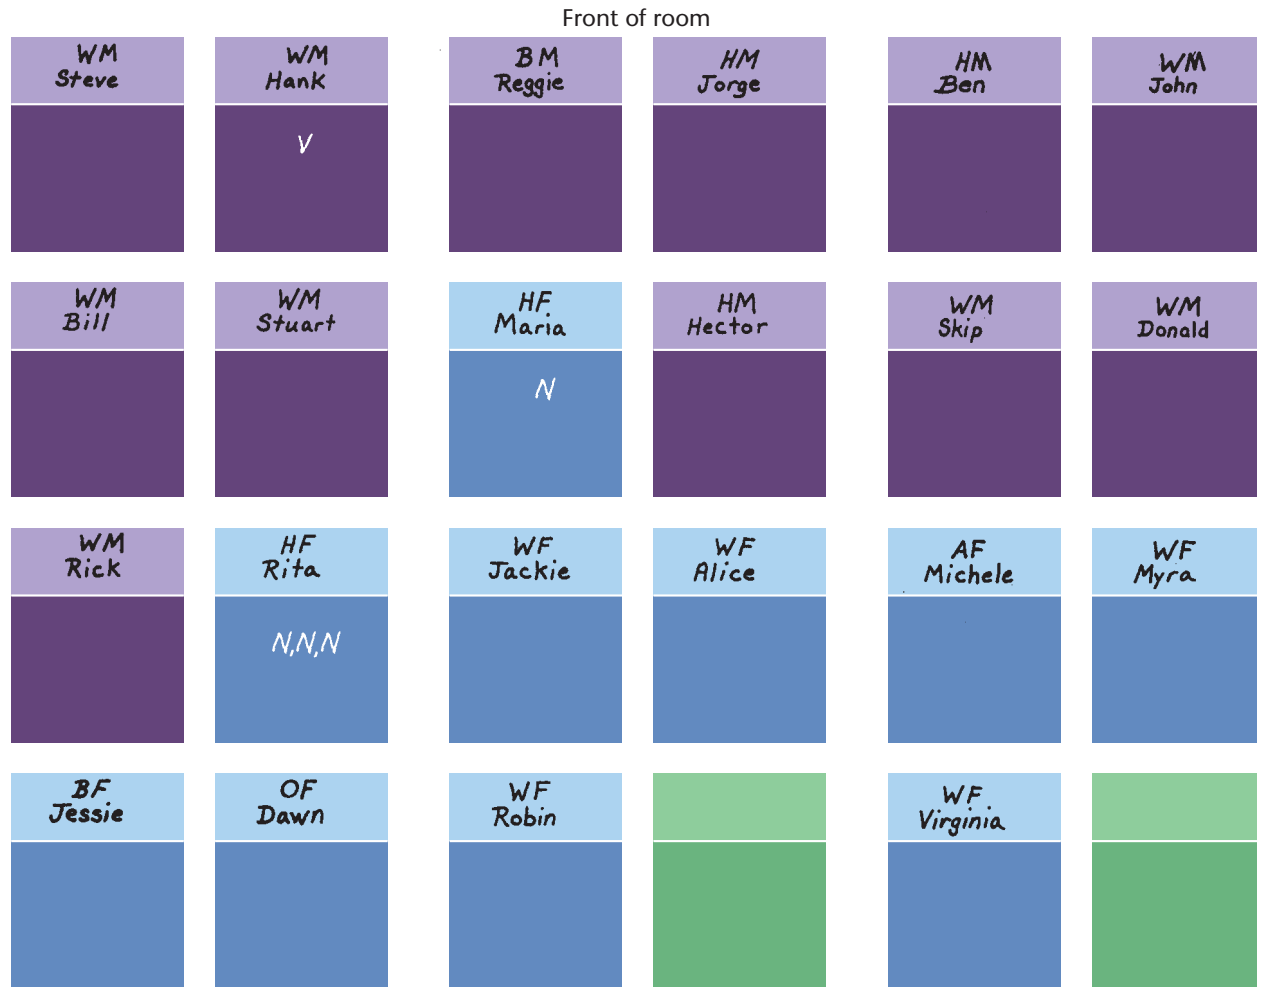 Front of room
WM
Steve
WM
Hank
V
BM
Reggie
HM
Jorge
HM
Ben
WM
John
WM
Bill
WM
Stuart
HF
Maria
N
HM
Hector
WM
Skip
WM
Donald
WM
Rick
HF
Rita
N,N,N
WF
Jackie
WF
Alice
AF
Michele
WF
Myra
BF
Jessie
OF
Dawn
WF
Robin
WF
Virginia